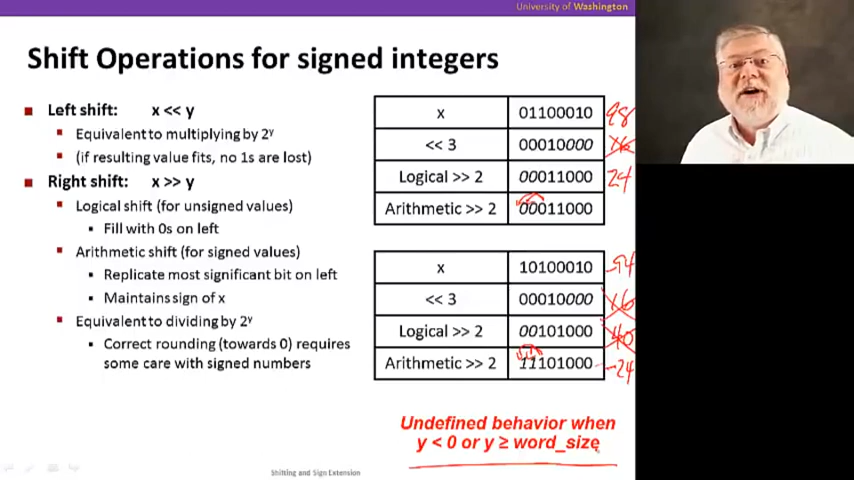 University of Washington
Shift Operations for signed integers
Left shift: x << y
Equivalent to multiplying by 2ʸ
(if resulting value fits, no 1s are lost)
Right shift: x >> y
Logical shift (for unsigned values)
Fill with 0s on left
Arithmetic shift (for signed values)
Replicate most significant bit on left
Maintains sign of x
Equivalent to dividing by 2ʸ
Correct rounding (towards 0) requires
some care with signed numbers
x 01100010 98
<< 3 00010000 16
Logical >> 2 00011000 24
Arithmetic >> 2 00011000
x 10100010 -94
<< 3 00010000 16
Logical >> 2 00101000 40
Arithmetic >> 2 11101000 -24
Undefined behavior when
y < 0 or y ≥ word_size
Shifting and Sign Extension